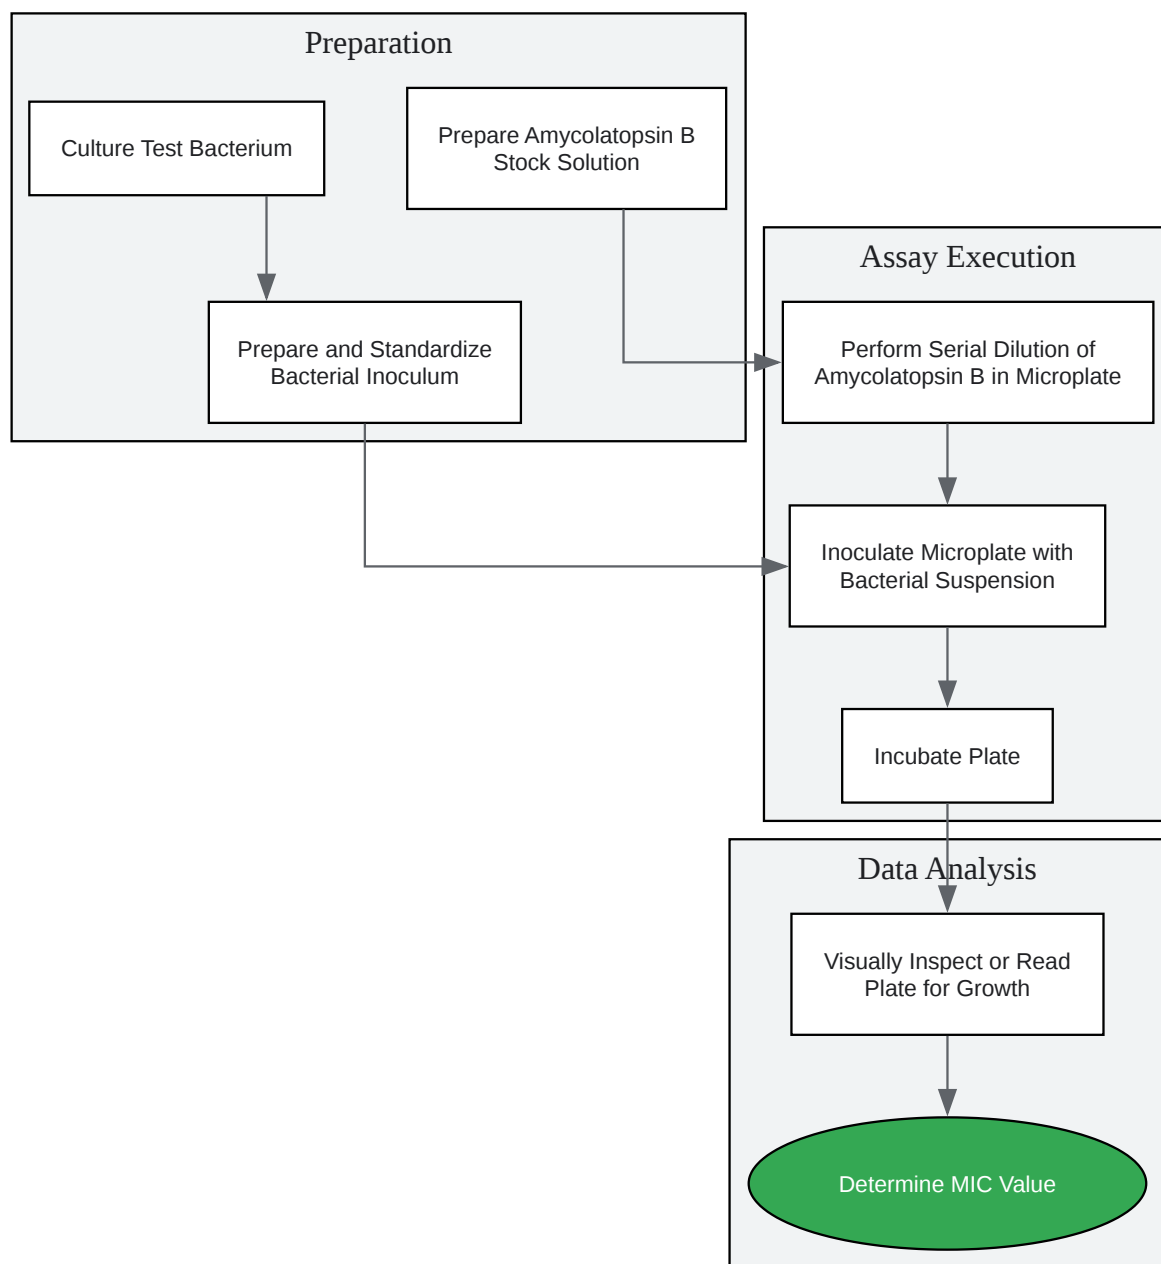 Preparation
Culture Test Bacterium
Prepare Amycolatopsin B
Stock Solution
Prepare and Standardize
Bacterial Inoculum
Assay Execution
Perform Serial Dilution of
Amycolatopsin B in Microplate
Inoculate Microplate with
Bacterial Suspension
Incubate Plate
Data Analysis
Visually Inspect or Read
Plate for Growth
Determine MIC Value